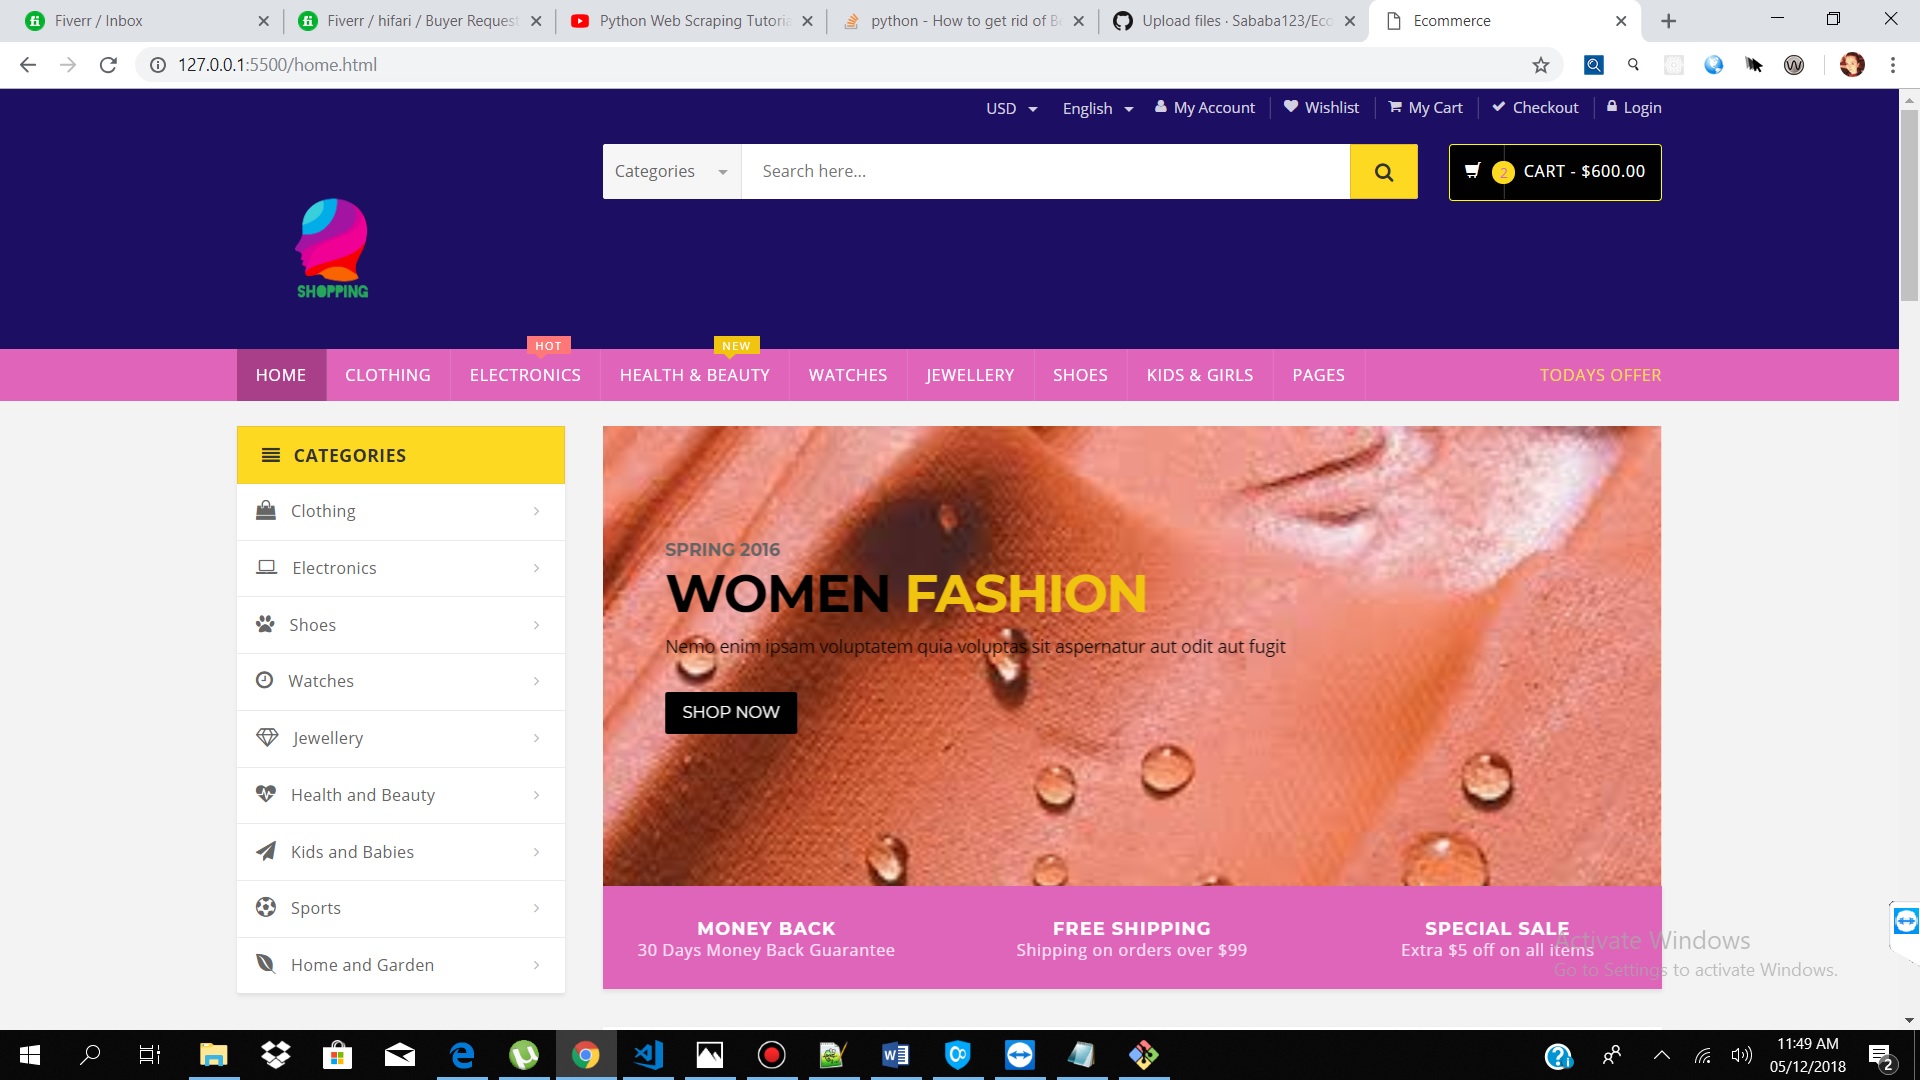 Fiverr / Inbox
Fiverr / hifari / Buyer Request
Python Web Scraping Tutoria
python - How to get rid of Be
Upload files · Sababa123/Eco
Ecommerce
127.0.0.1:5500/home.html
USD
English
My Account
Wishlist
My Cart
Checkout
Login
Categories
Search here...
2
CART - $600.00
SHOPPING
HOT
NEW
HOME
CLOTHING
ELECTRONICS
HEALTH & BEAUTY
WATCHES
JEWELLERY
SHOES
KIDS & GIRLS
PAGES
TODAYS OFFER
CATEGORIES
Clothing
Electronics
Shoes
Watches
Jewellery
Health and Beauty
Kids and Babies
Sports
Home and Garden
SPRING 2016
WOMEN FASHION
Nemo enim ipsam voluptatem quia voluptas sit aspernatur aut odit aut fugit
SHOP NOW
MONEY BACK
30 Days Money Back Guarantee
FREE SHIPPING
Shipping on orders over $99
SPECIAL SALE
Extra $5 off on all items
Activate Windows
Go to Settings to activate Windows.
11:49 AM
05/12/2018
2